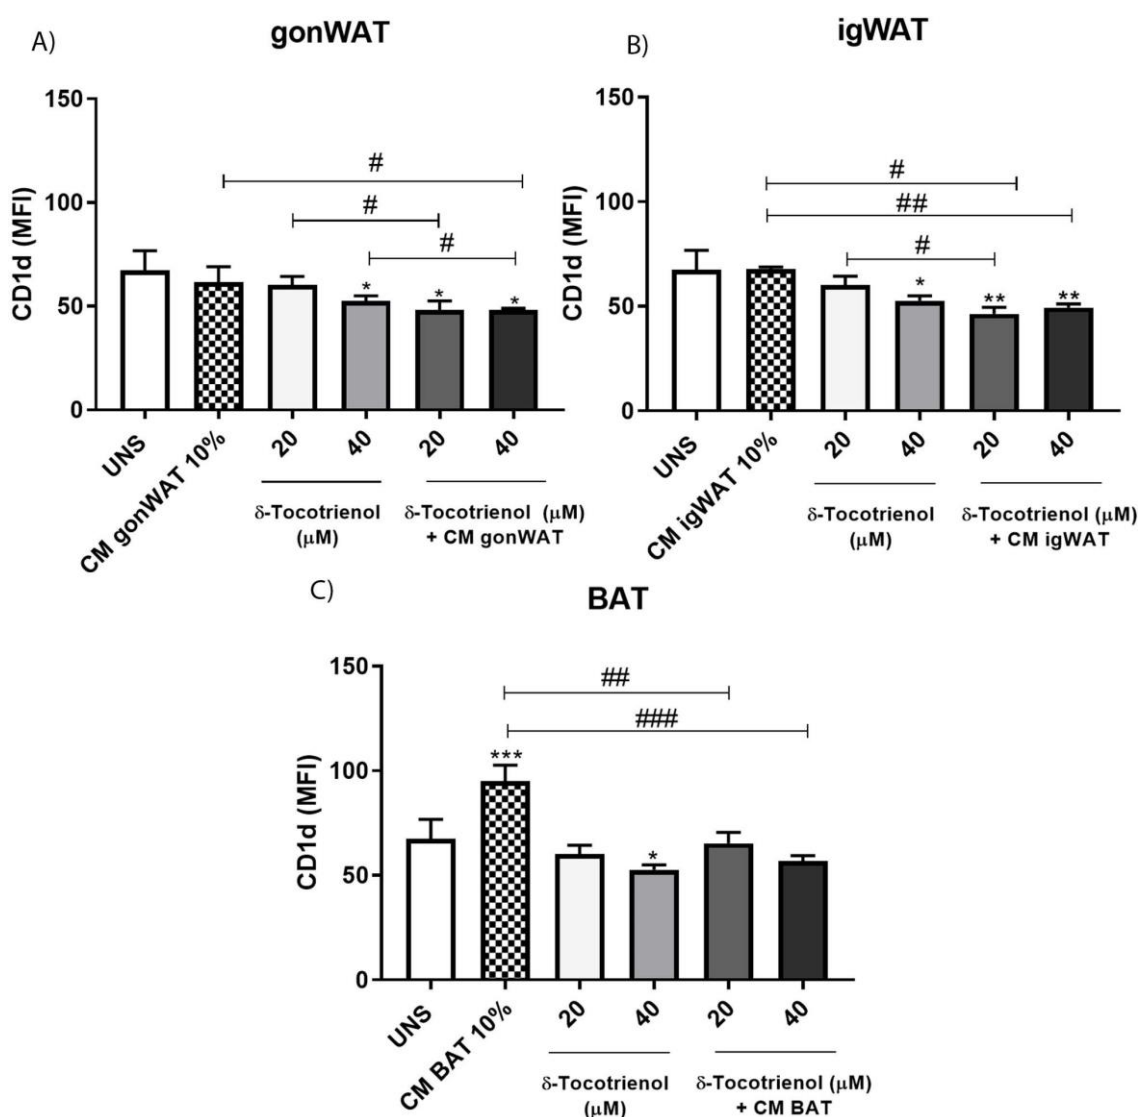 A)
gonWAT
CD1d (MFI)
150
100
50
0
#
#
#
*
*
*
UNS
CM gonWAT 10%
20
40
20
40
δ-Tocotrienol
(μM)
δ-Tocotrienol (μM)
+ CM gonWAT
B)
igWAT
CD1d (MFI)
150
100
50
0
#
##
#
*
**
**
UNS
CM igWAT 10%
20
40
20
40
δ-Tocotrienol
(μM)
δ-Tocotrienol (μM)
+ CM igWAT
C)
BAT
CD1d (MFI)
150
100
50
0
##
###
***
*
UNS
CM BAT 10%
20
40
20
40
δ-Tocotrienol
(μM)
δ-Tocotrienol (μM)
+ CM BAT